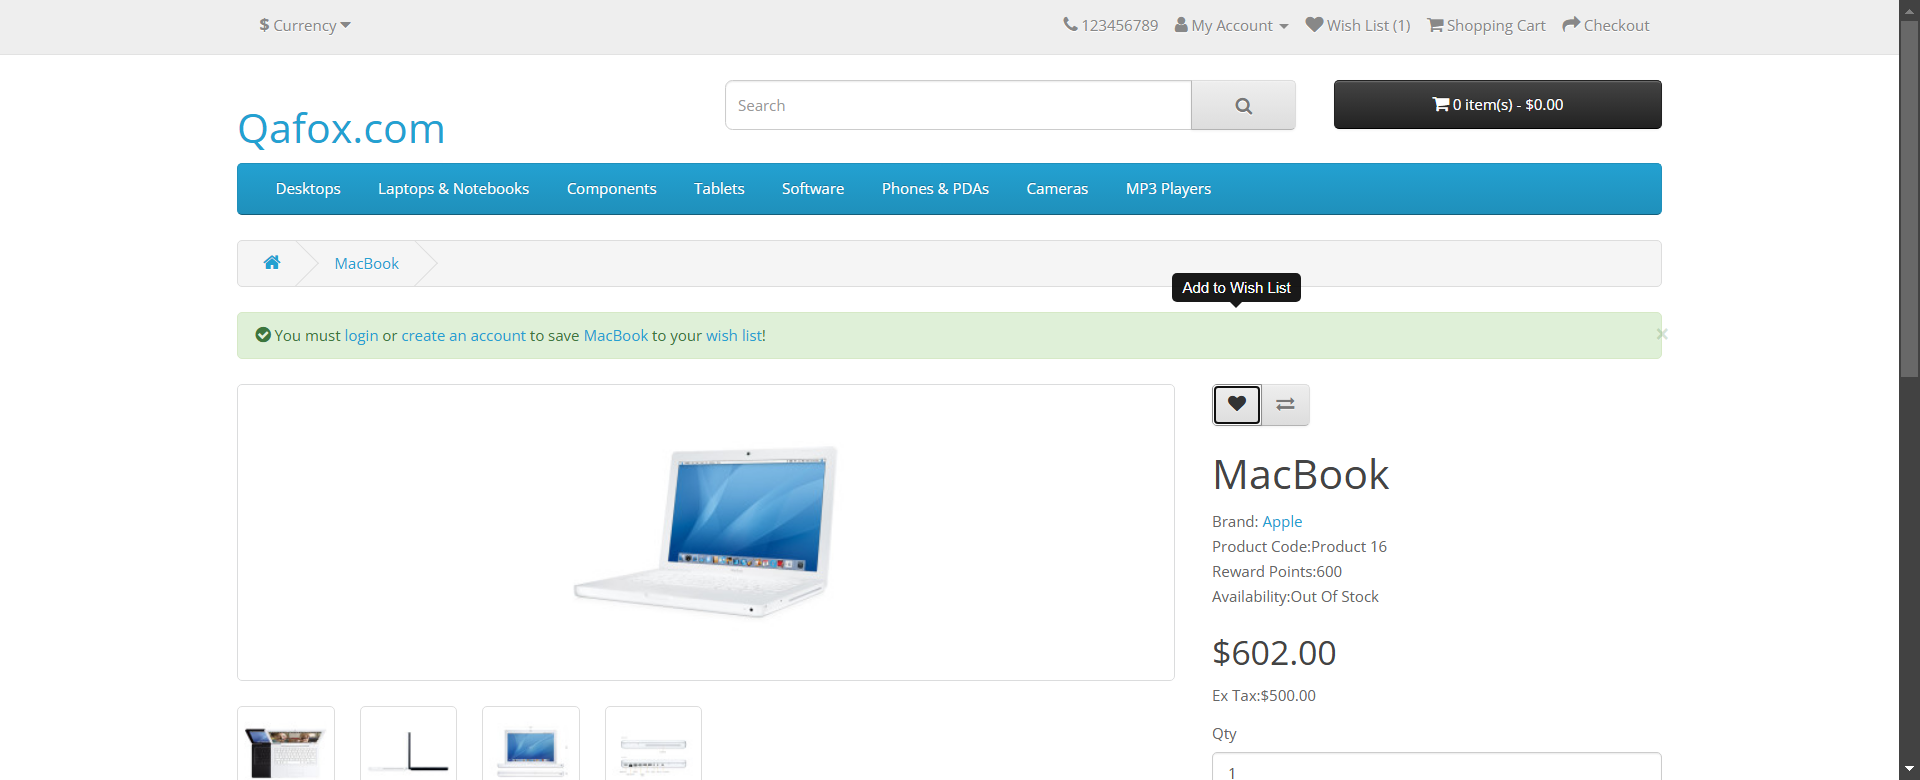 $ Currency
123456789 My Account Wish List (1) Shopping Cart Checkout
Qafox.com
Search
0 item(s) - $0.00
Desktops Laptops & Notebooks Components Tablets Software Phones & PDAs Cameras MP3 Players
MacBook
Add to Wish List
You must login or create an account to save MacBook to your wish list!
×
MacBook
Brand: Apple
Product Code:Product 16
Reward Points:600
Availability:Out Of Stock
$602.00
Ex Tax:$500.00
Qty
1